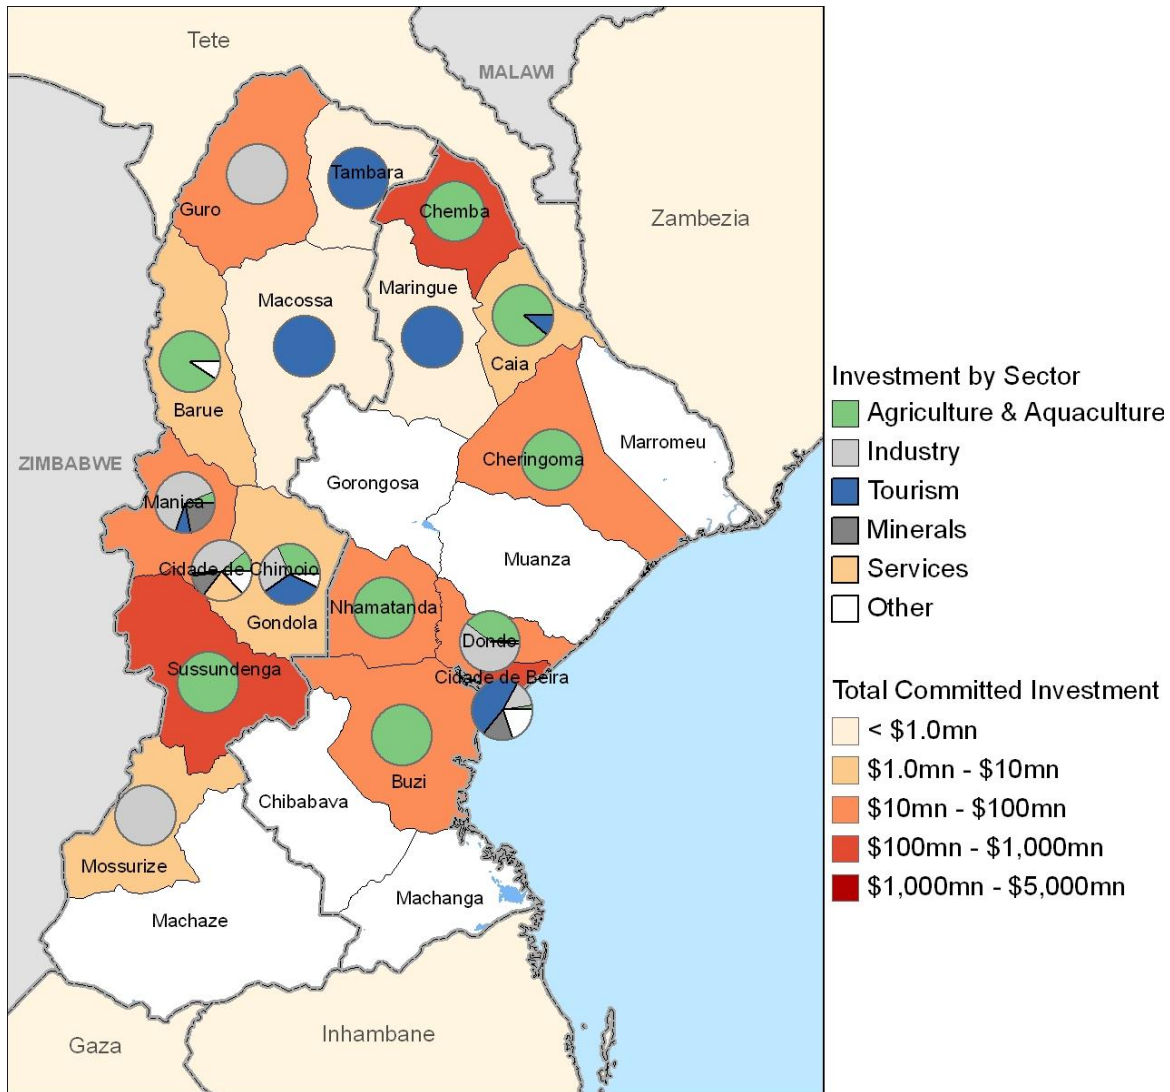 Tete
MALAWI
Tambara
Guro
Chemba
Zambezia
Maringue
Macossa
Caia
Barue
Marromeu
Cheringoma
ZIMBABWE
Gorongosa
Manica
Muanza
Cidade de Chimoio
Nhamatanda
Gondola
Dondo
Sussundenga
Cidade de Beira
Buzi
Chibabava
Mossurize
Machanga
Machaze
Inhambane
Gaza
Investment by Sector
Agriculture & Aquaculture
Industry
Tourism
Minerals
Services
Other
Total Committed Investment
< $1.0mn
$1.0mn - $10mn
$10mn - $100mn
$100mn - $1,000mn
$1,000mn - $5,000mn